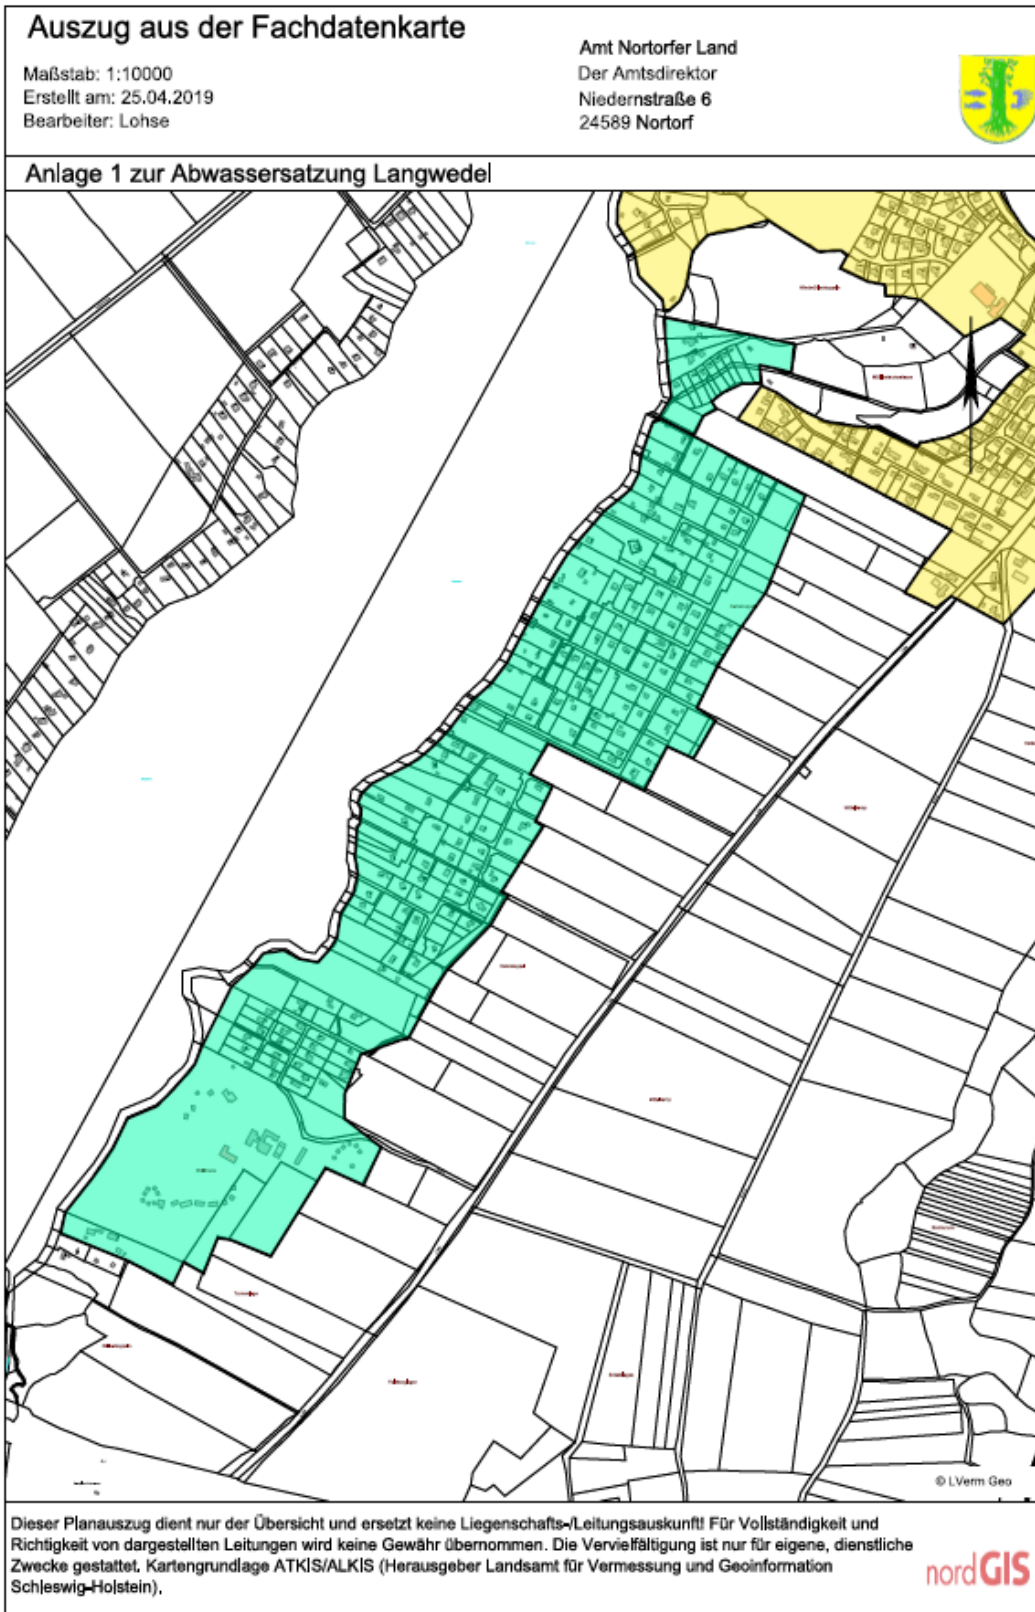 Auszug aus der Fachdatenkarte
Maßstab: 1:10000
Erstellt am: 25.04.2019
Bearbeiter: Lohse
Amt Nortorfer Land
Der Amtsdirektor
Niedernstraße 6
24589 Nortorf
Anlage 1 zur Abwassersatzung Langwedel
© LVerm Geo
Dieser Planauszug dient nur der Übersicht und ersetzt keine Liegenschafts-/Leitungsauskunft! Für Vollständigkeit und
Richtigkeit von dargestellten Leitungen wird keine Gewähr übernommen. Die Vervielfältigung ist nur für eigene, dienstliche
Zwecke gestattet. Kartengrundlage ATKIS/ALKIS (Herausgeber Landsamt für Vermessung und Geoinformation
Schleswig-Holstein).
nordGIS